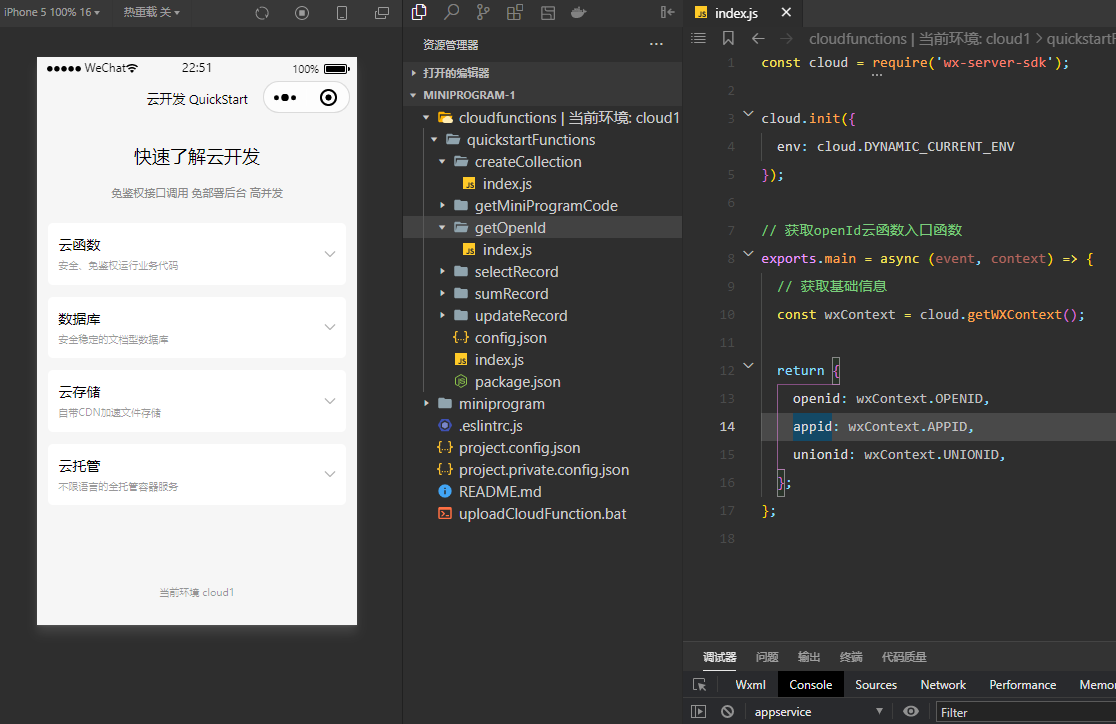 iPhone 5 100% 16
热重载 关
WeChat
22:51
100%
云开发 QuickStart
快速了解云开发
免鉴权接口调用 免部署后台 高并发
云函数
安全、免鉴权运行业务代码
数据库
安全稳定的文档型数据库
云存储
自带CDN加速文件存储
云托管
不限语言的全托管容器服务
当前环境 cloud1
资源管理器
打开的编辑器
MINIPROGRAM-1
cloudfunctions | 当前环境: cloud1
quickstartFunctions
createCollection
JS index.js
getMiniProgramCode
getOpenId
JS index.js
selectRecord
sumRecord
updateRecord
{..} config.json
JS index.js
package.json
miniprogram
.eslintrc.js
{..} project.config.json
{..} project.private.config.json
README.md
uploadCloudFunction.bat
JS index.js
cloudfunctions | 当前环境: cloud1 > quickstartF
1 const cloud = require('wx-server-sdk');
2
3 cloud.init({
4 env: cloud.DYNAMIC_CURRENT_ENV
5 });
6
7 // 获取openId云函数入口函数
8 exports.main = async (event, context) => {
9 // 获取基础信息
10 const wxContext = cloud.getWXContext();
11
12 return {
13 openid: wxContext.OPENID,
14 appid: wxContext.APPID,
15 unionid: wxContext.UNIONID,
16 };
17 };
18
调试器 问题 输出 终端 代码质量
Wxml Console Sources Network Performance Memor
appservice Filter